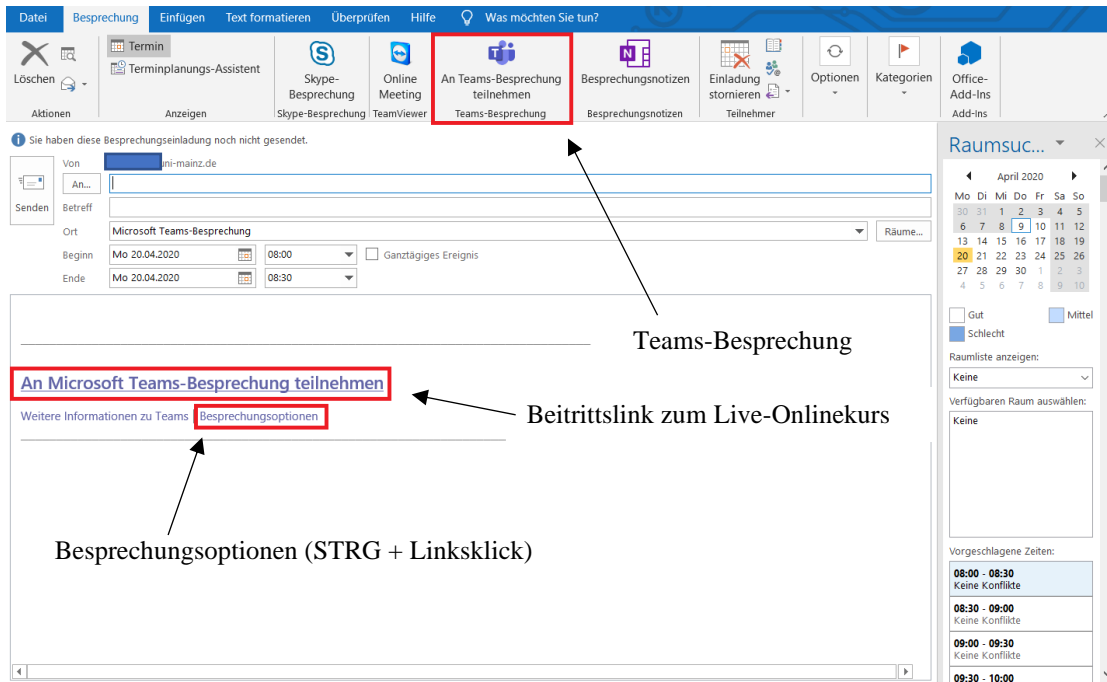 Datei Besprechung Einfügen Text formatieren Überprüfen Hilfe Was möchten Sie tun?
Löschen
Aktionen
Termin
Terminplanungs-Assistent
Anzeigen
Skype-
Besprechung
Skype-Besprechung
Online
Meeting
TeamViewer
An Teams-Besprechung
teilnehmen
Teams-Besprechung
Besprechungsnotizen
Besprechungsnotizen
Einladung
stornieren
Teilnehmer
Optionen
Kategorien
Office-
Add-Ins
Add-Ins
Sie haben diese Besprechungseinladung noch nicht gesendet.
Senden
Von uni-mainz.de
An...
Betreff
Ort Microsoft Teams-Besprechung Räume...
Beginn Mo 20.04.2020 08:00 Ganztägiges Ereignis
Ende Mo 20.04.2020 08:30
Teams-Besprechung
An Microsoft Teams-Besprechung teilnehmen
Weitere Informationen zu Teams | Besprechungsoptionen
Beitrittslink zum Live-Onlinekurs
Besprechungsoptionen (STRG + Linksklick)
Raumsuc...
April 2020
Mo Di Mi Do Fr Sa So
30 31 1 2 3 4 5
6 7 8 9 10 11 12
13 14 15 16 17 18 19
20 21 22 23 24 25 26
27 28 29 30 1 2 3
4 5 6 7 8 9 10
Gut Mittel
Schlecht
Raumliste anzeigen:
Keine
Verfügbaren Raum auswählen:
Keine
Vorgeschlagene Zeiten:
08:00 - 08:30
Keine Konflikte
08:30 - 09:00
Keine Konflikte
09:00 - 09:30
Keine Konflikte
09:30 - 10:00